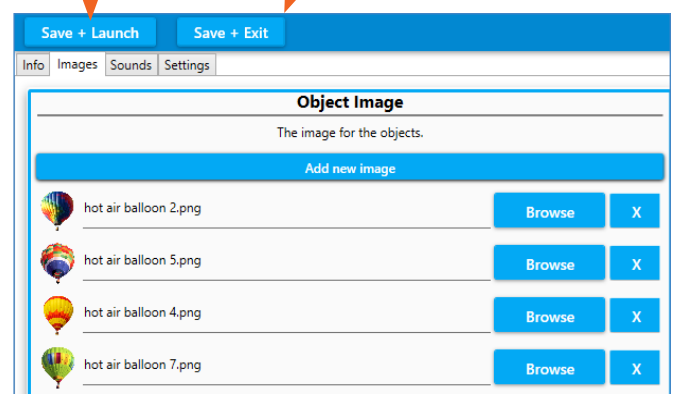 Save + Launch Save + Exit
Info Images Sounds Settings
Object Image
The image for the objects.
Add new image
hot air balloon 2.png Browse X
hot air balloon 5.png Browse X
hot air balloon 4.png Browse X
hot air balloon 7.png Browse X